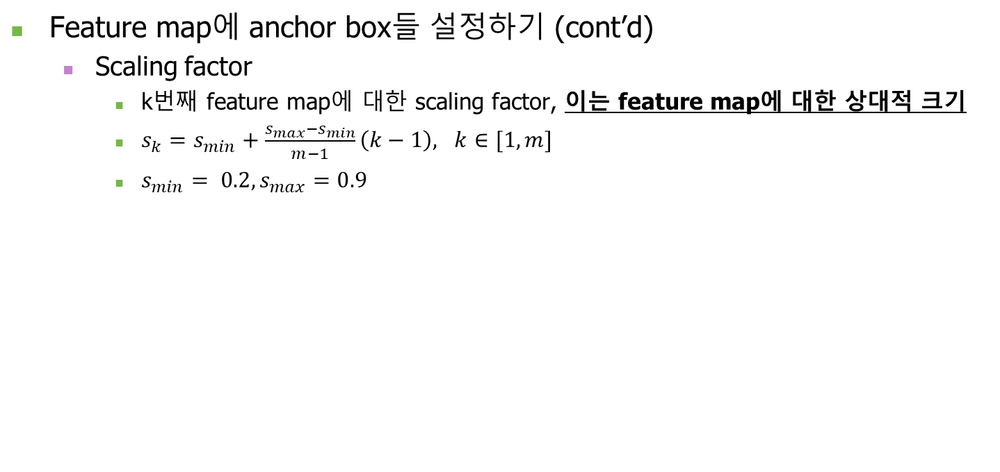 Feature map에 anchor box들 설정하기 (cont’d)
Scaling factor
k번째 feature map에 대한 scaling factor, 이는 feature map에 대한 상대적 크기
$s_k = s_{min} + \frac{s_{max}-s_{min}}{m-1}(k-1),\ \ k \in [1,m]$
$s_{min} = \ 0.2, s_{max} = 0.9$